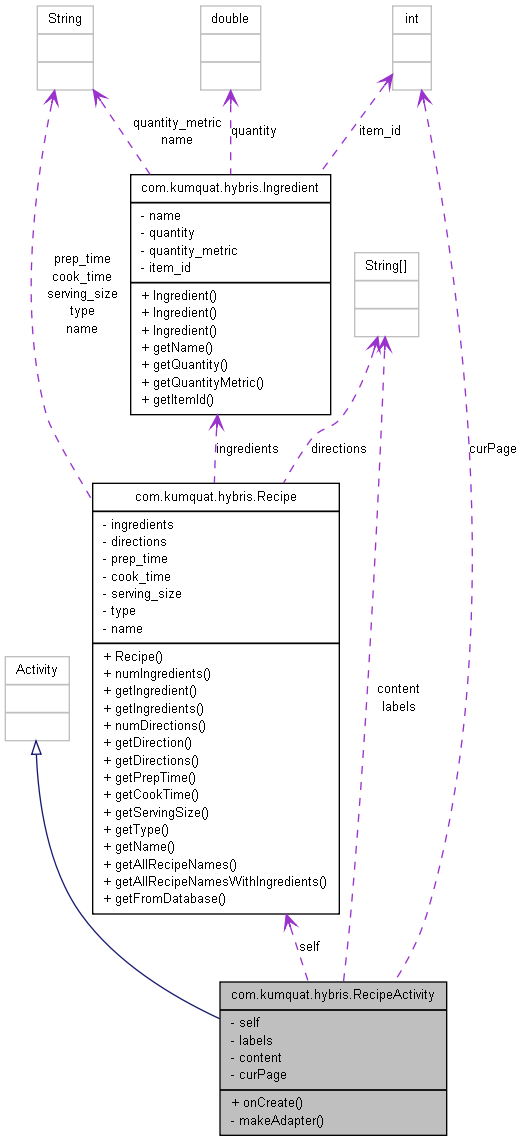 String
double
int
quantity_metric
name
quantity
item_id
com.kumquat.hybris.Ingredient
- name
- quantity
- quantity_metric
- item_id
+ Ingredient()
+ Ingredient()
+ Ingredient()
+ getName()
+ getQuantity()
+ getQuantityMetric()
+ getItemId()
prep_time
cook_time
serving_size
type
name
String[]
ingredients
directions
curPage
com.kumquat.hybris.Recipe
- ingredients
- directions
- prep_time
- cook_time
- serving_size
- type
- name
+ Recipe()
+ numIngredients()
+ getIngredient()
+ getIngredients()
+ numDirections()
+ getDirection()
+ getDirections()
+ getPrepTime()
+ getCookTime()
+ getServingSize()
+ getType()
+ getName()
+ getAllRecipeNames()
+ getAllRecipeNamesWithIngredients()
+ getFromDatabase()
Activity
content
labels
self
com.kumquat.hybris.RecipeActivity
- self
- labels
- content
- curPage
+ onCreate()
- makeAdapter()